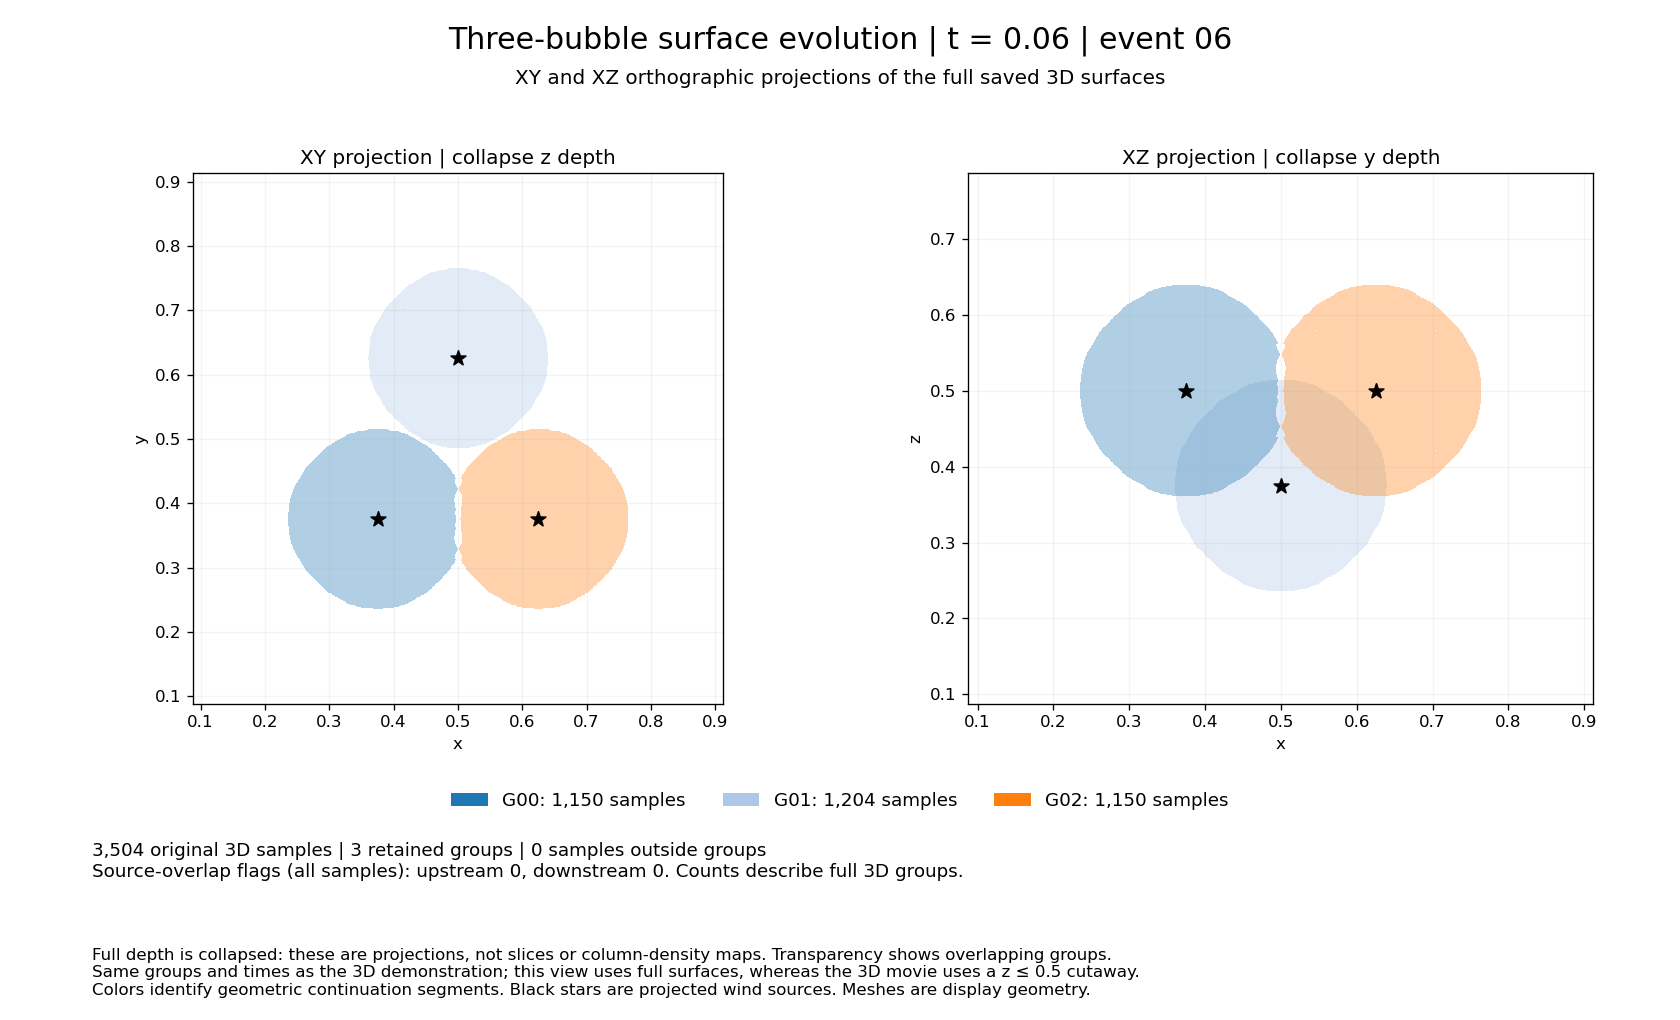 Three-bubble surface evolution | t = 0.06 | event 06
XY and XZ orthographic projections of the full saved 3D surfaces
XY projection | collapse z depth
0.9
0.8
0.7
0.6
0.5
0.4
0.3
0.2
0.1
y
0.1 0.2 0.3 0.4 0.5 0.6 0.7 0.8 0.9
x
XZ projection | collapse y depth
0.7
0.6
0.5
0.4
0.3
0.2
0.1
z
0.1 0.2 0.3 0.4 0.5 0.6 0.7 0.8 0.9
x
G00: 1,150 samples G01: 1,204 samples G02: 1,150 samples
3,504 original 3D samples | 3 retained groups | 0 samples outside groups
Source-overlap flags (all samples): upstream 0, downstream 0. Counts describe full 3D groups.
Full depth is collapsed: these are projections, not slices or column-density maps. Transparency shows overlapping groups.
Same groups and times as the 3D demonstration; this view uses full surfaces, whereas the 3D movie uses a z ≤ 0.5 cutaway.
Colors identify geometric continuation segments. Black stars are projected wind sources. Meshes are display geometry.